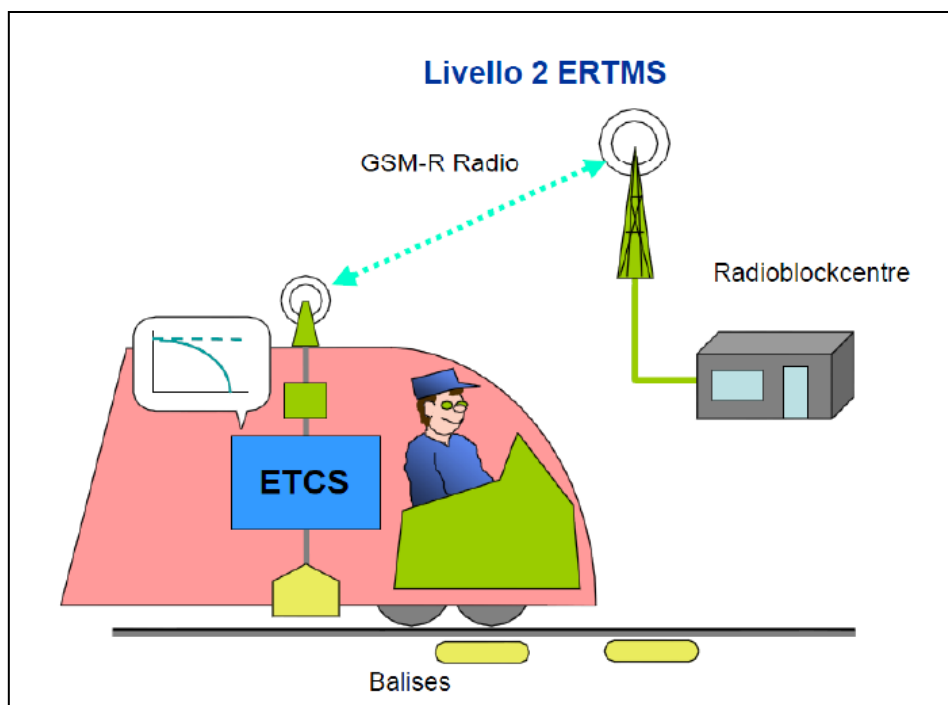 Livello 2 ERTMS
GSM-R Radio
Radioblockcentre
ETCS
Balises